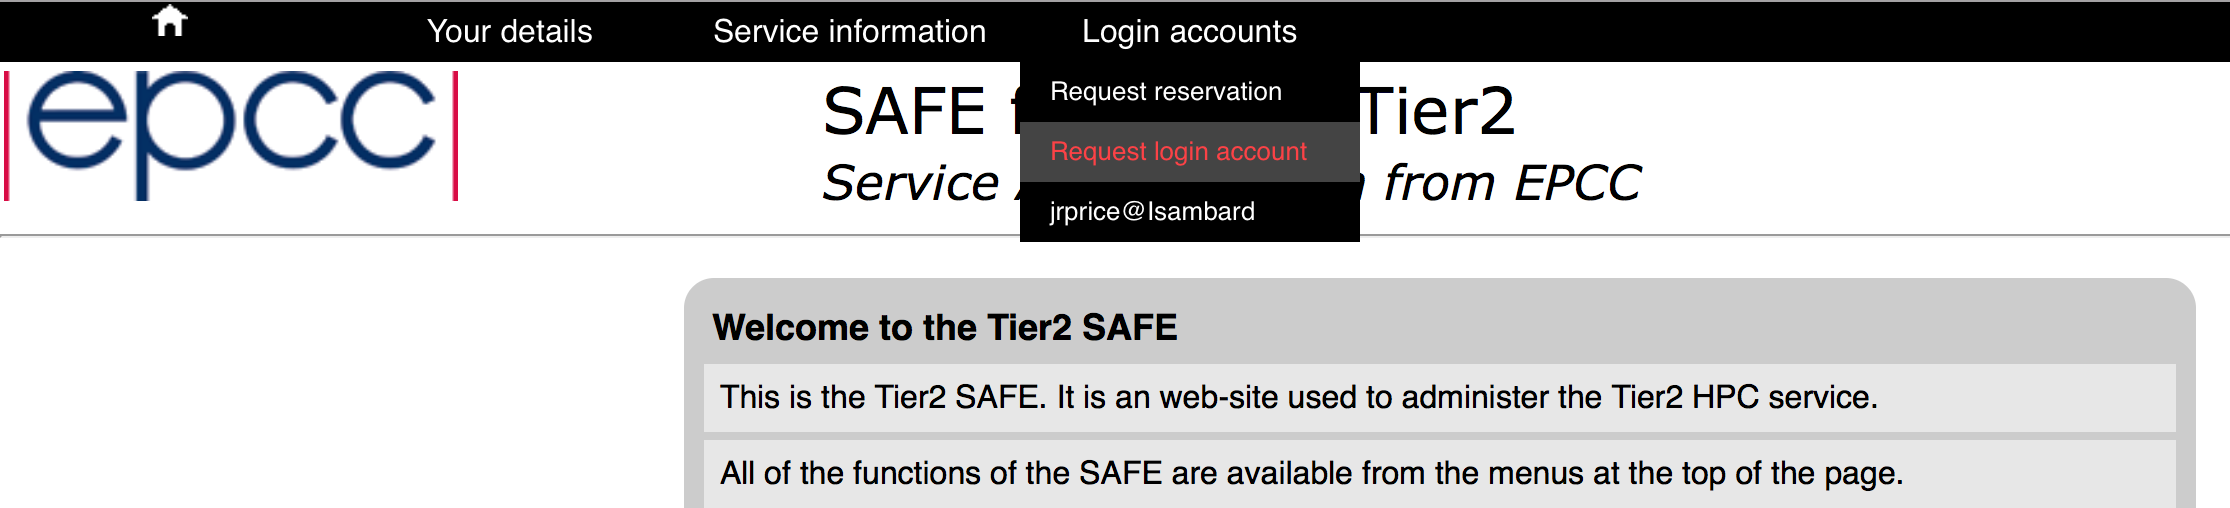 Your details Service information Login accounts
epcc
Request reservation
Request login account
jrprice@Isambard
SAFE Tier2
Service from EPCC
Welcome to the Tier2 SAFE
This is the Tier2 SAFE. It is an web-site used to administer the Tier2 HPC service.
All of the functions of the SAFE are available from the menus at the top of the page.